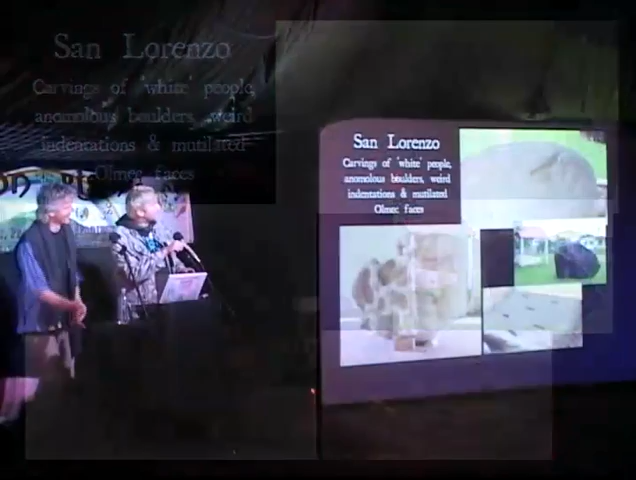 San Lorenzo
Carvings of 'white' people,
anomolous boulders, weird
indentations & mutilated
Olmec faces
San Lorenzo
Carvings of 'white' people,
anomolous boulders, weird
indentations & mutilated
Olmec faces